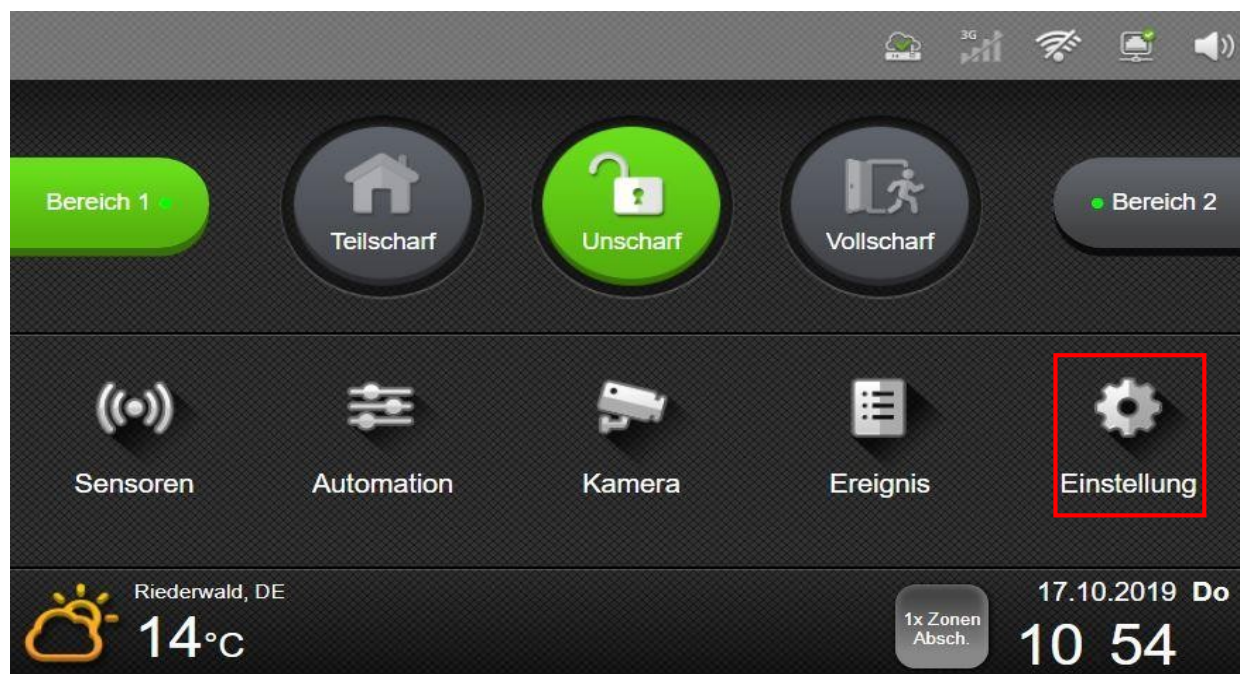 3G
Bereich 1
Teilscharf
Unscharf
Vollscharf
Bereich 2
Sensoren
Automation
Kamera
Ereignis
Einstellung
Riederwald, DE
14°C
1x Zonen
Absch.
17.10.2019 Do
10 54